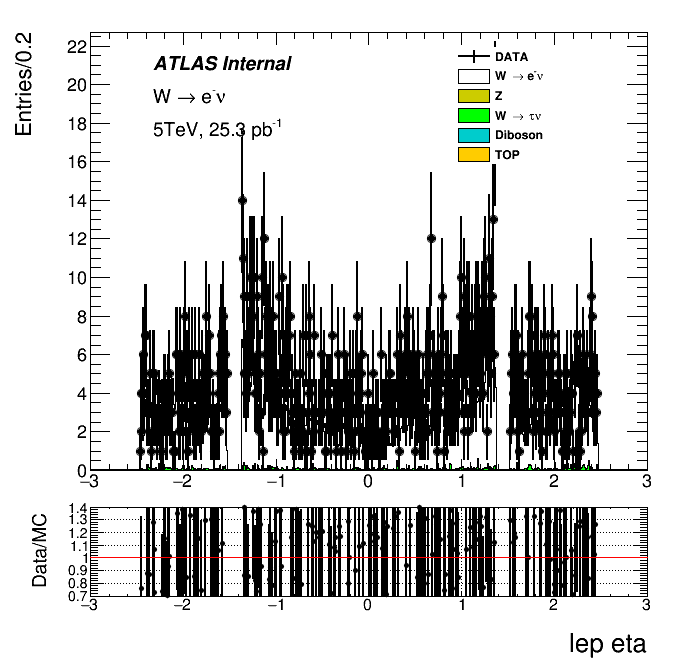 Entries/0.2
22
20
18
16
14
12
10
8
6
4
2
0
ATLAS Internal
W → e⁻ν
5TeV, 25.3 pb⁻¹
DATA
W → e⁻ν
Z
W → τν
Diboson
TOP
−3 −2 −1 0 1 2 3
Data/MC
1.4
1.3
1.2
1.1
1
0.9
0.8
0.7
−3 −2 −1 0 1 2 3
lep eta